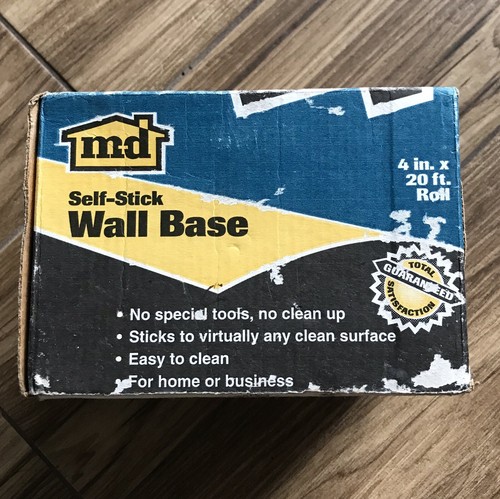 md
4 in. x
20 ft.
Roll
Self-Stick
Wall Base
TOTAL
GUARANTEED
SATISFACTION
• No special tools, no clean up
• Sticks to virtually any clean surface
• Easy to clean
• For home or business